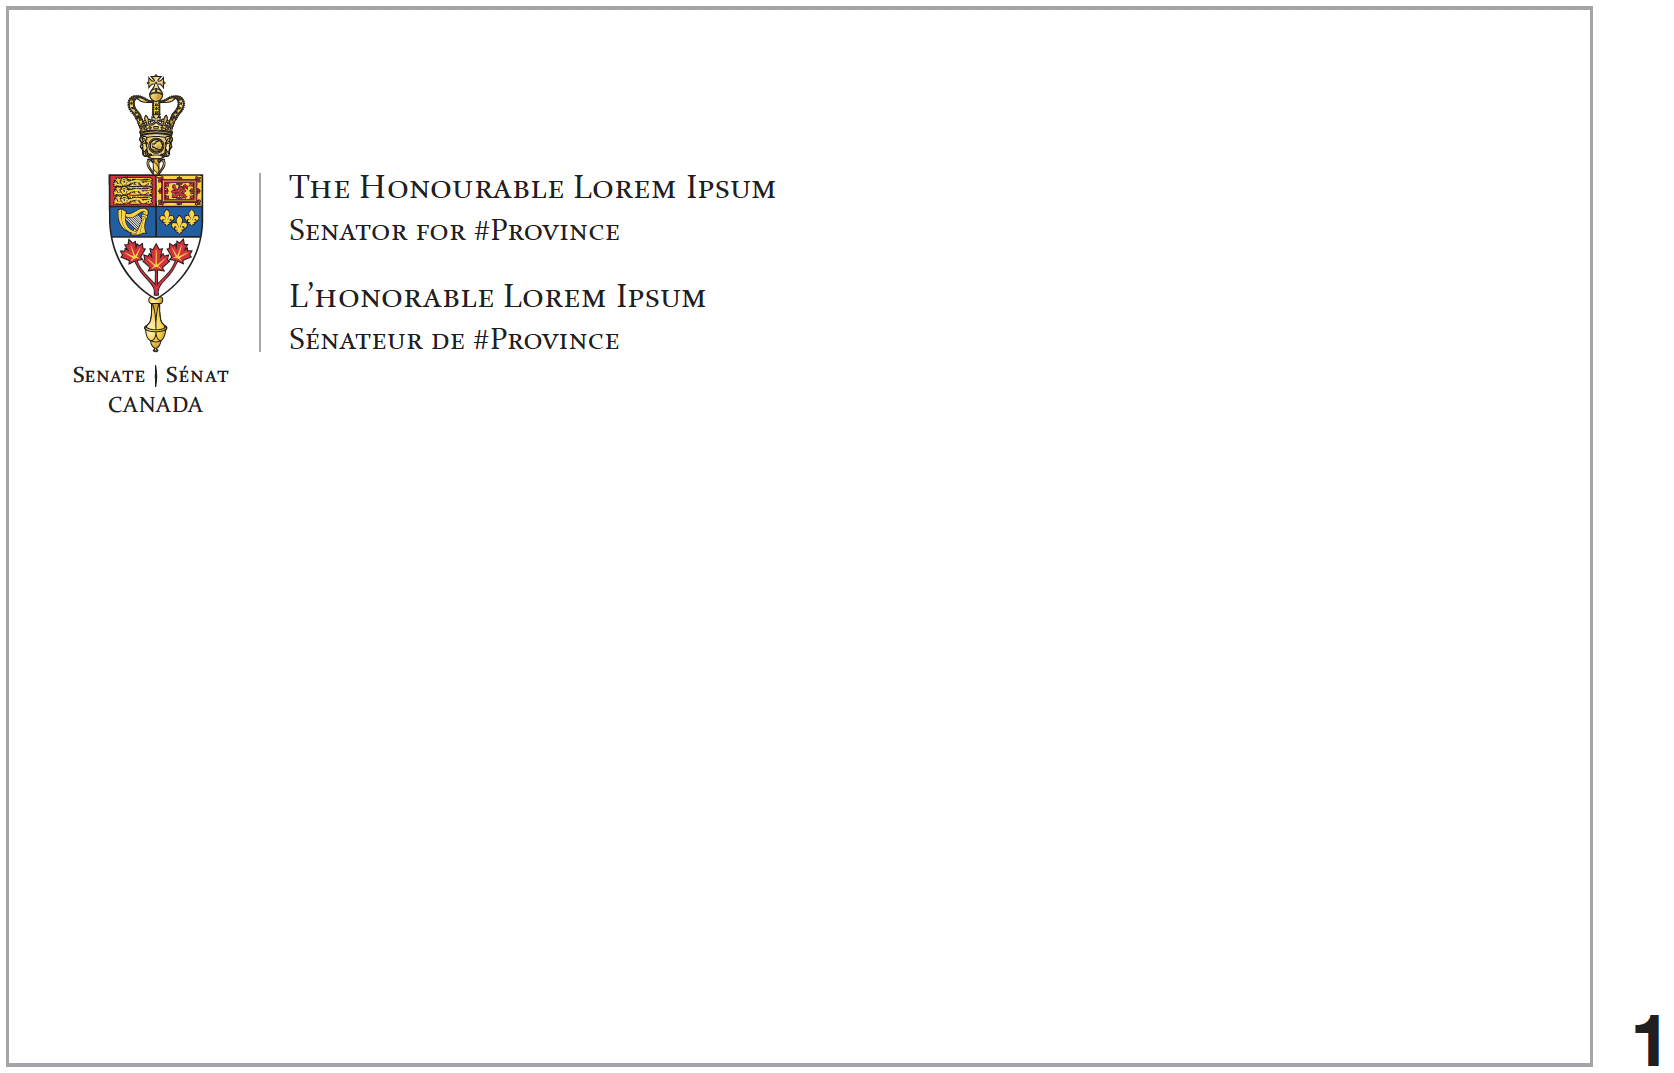 The Honourable Lorem Ipsum
Senator for #Province
L’honorable Lorem Ipsum
Sénateur de #Province
Senate | Sénat
CANADA
1